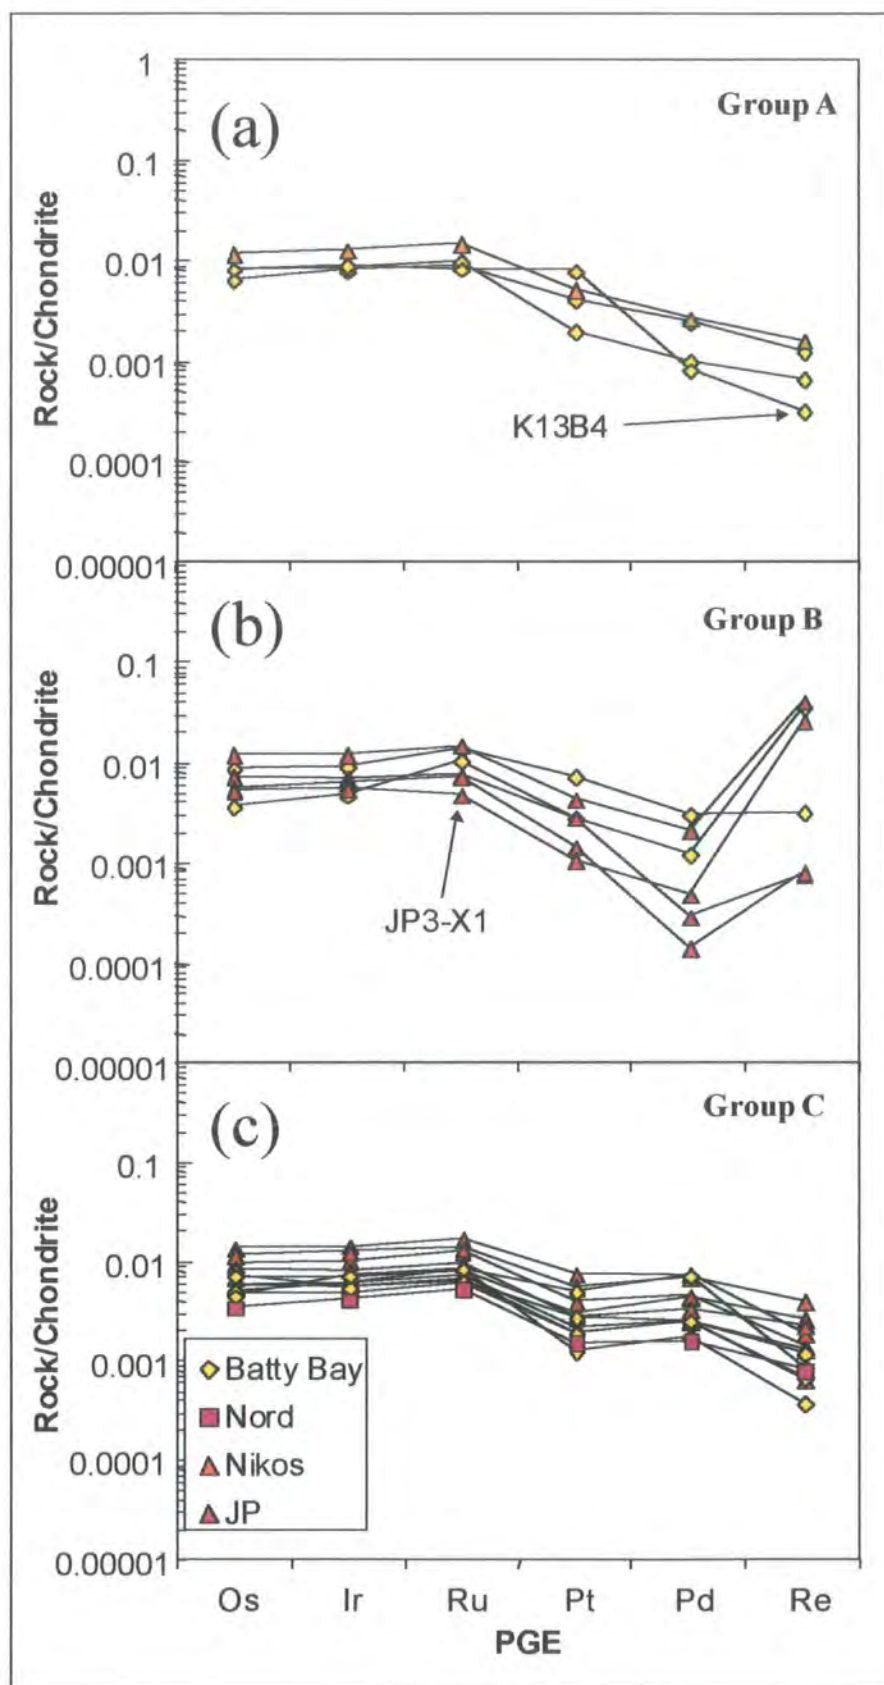 1
(a)
Group A
0.1
0.01
0.001
0.0001
K13B4
Rock/Chondrite
0.00001
(b)
Group B
0.1
0.01
0.001
0.0001
JP3-X1
Rock/Chondrite
0.00001
(c)
Group C
0.1
0.01
0.001
0.0001
0.00001
Rock/Chondrite
Batty Bay
Nord
Nikos
JP
Os Ir Ru Pt Pd Re
PGE